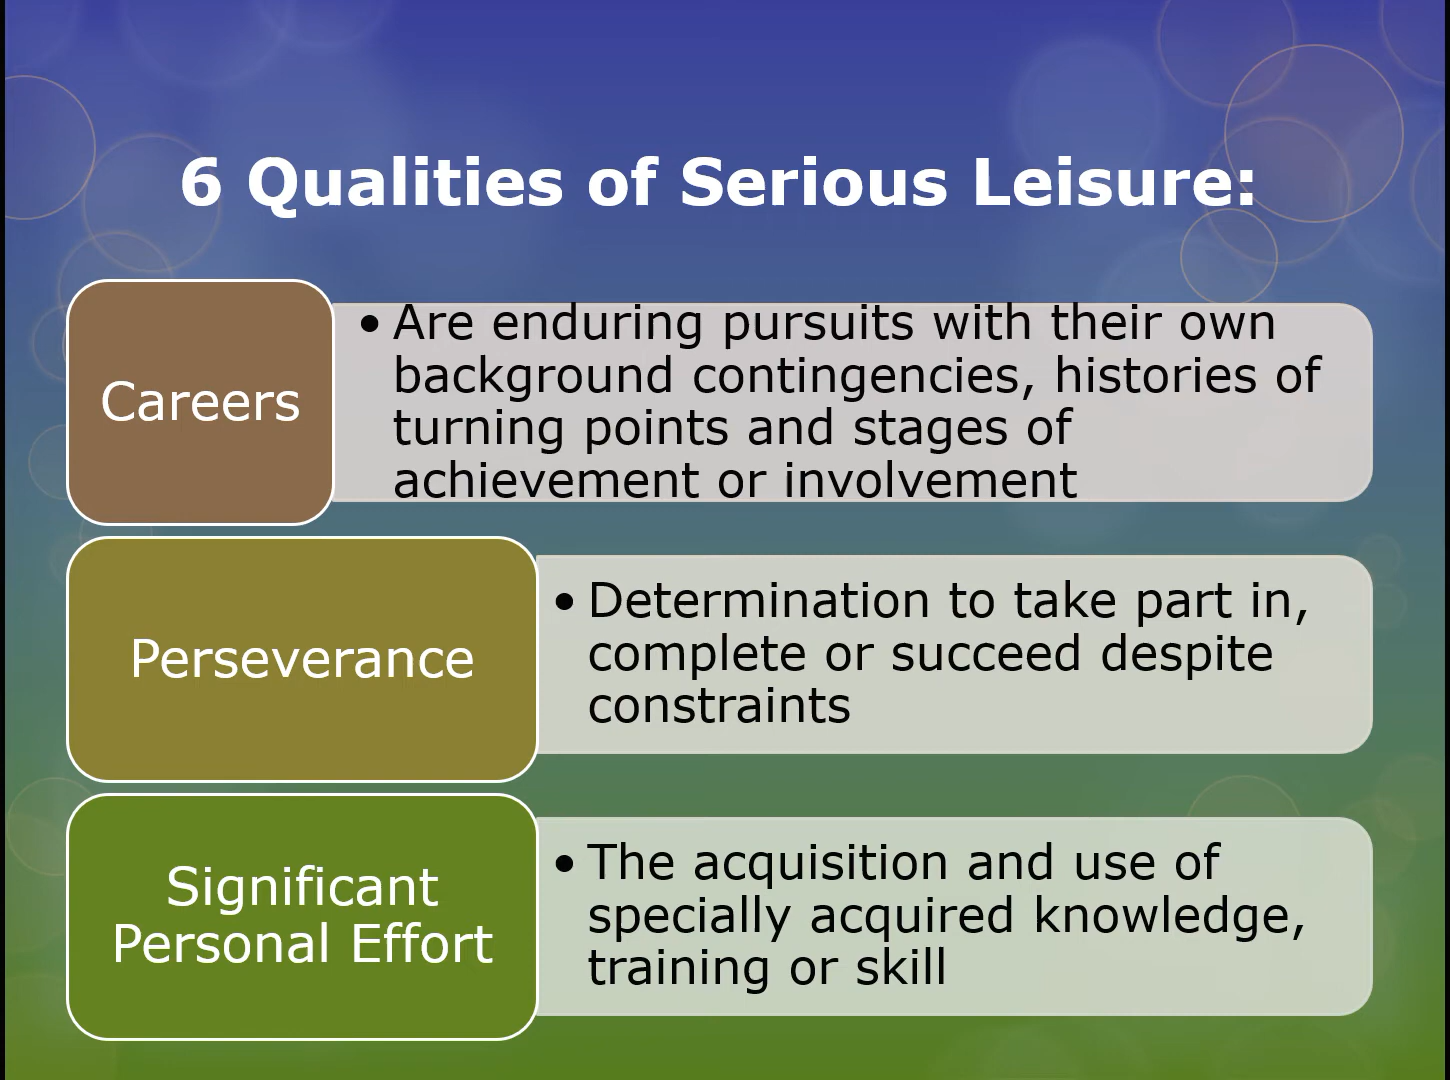 6 Qualities of Serious Leisure:
Careers
• Are enduring pursuits with their own
background contingencies, histories of
turning points and stages of
achievement or involvement
Perseverance
• Determination to take part in,
complete or succeed despite
constraints
Significant
Personal Effort
• The acquisition and use of
specially acquired knowledge,
training or skill